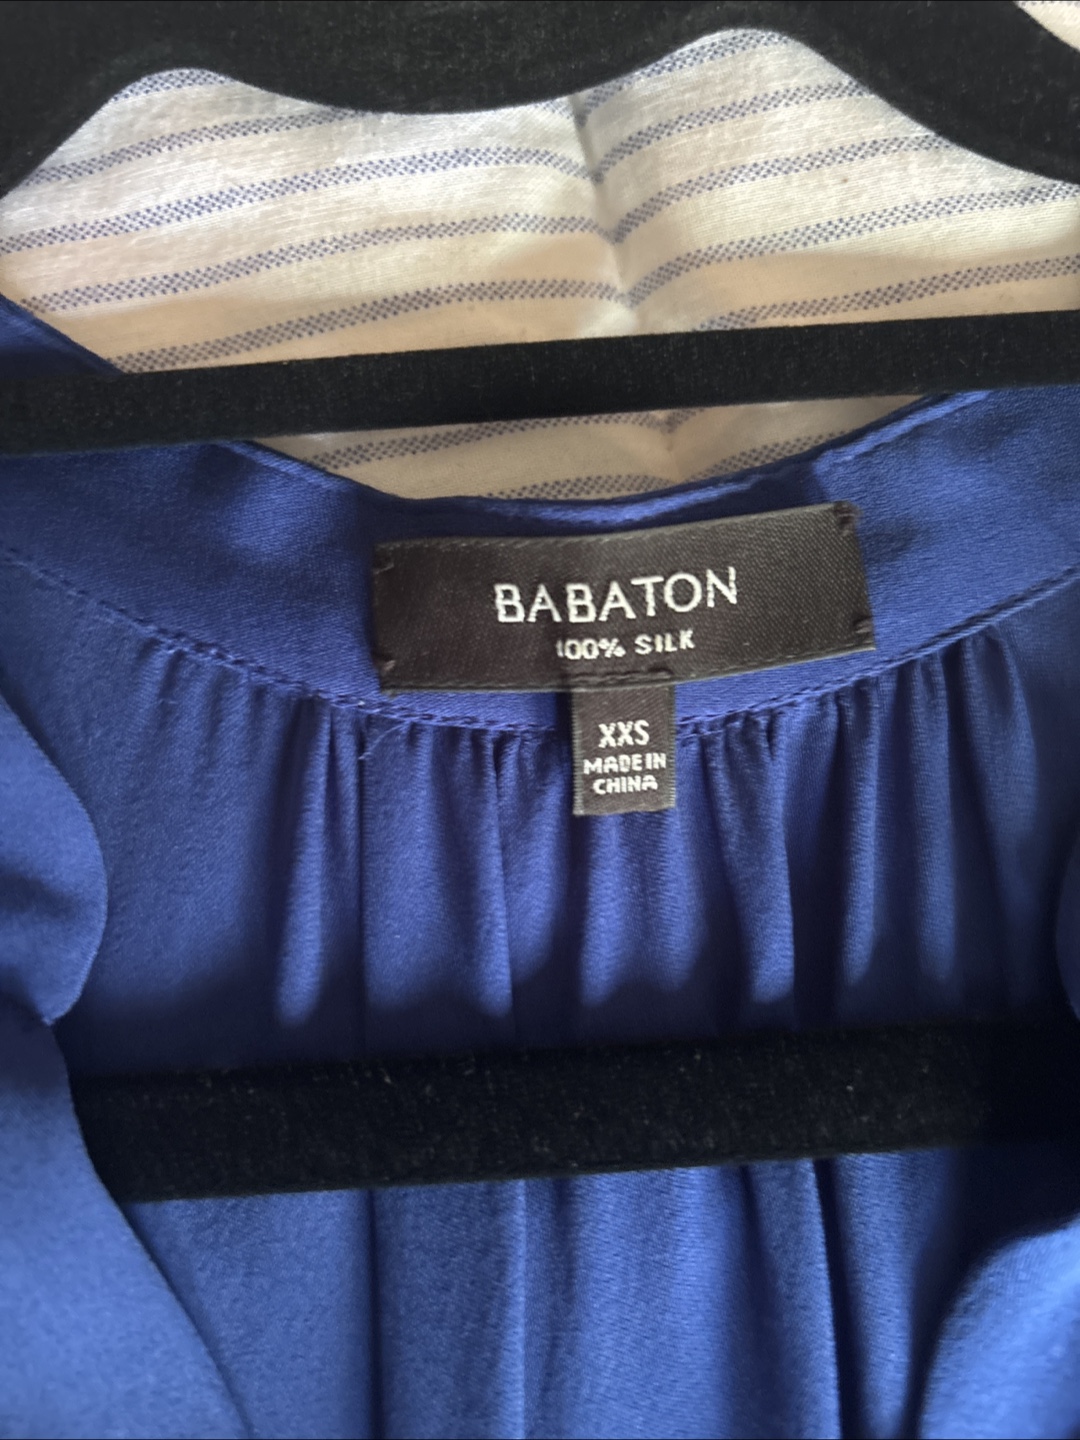 BABATON
100% SILK
XXS
MADE IN
CHINA